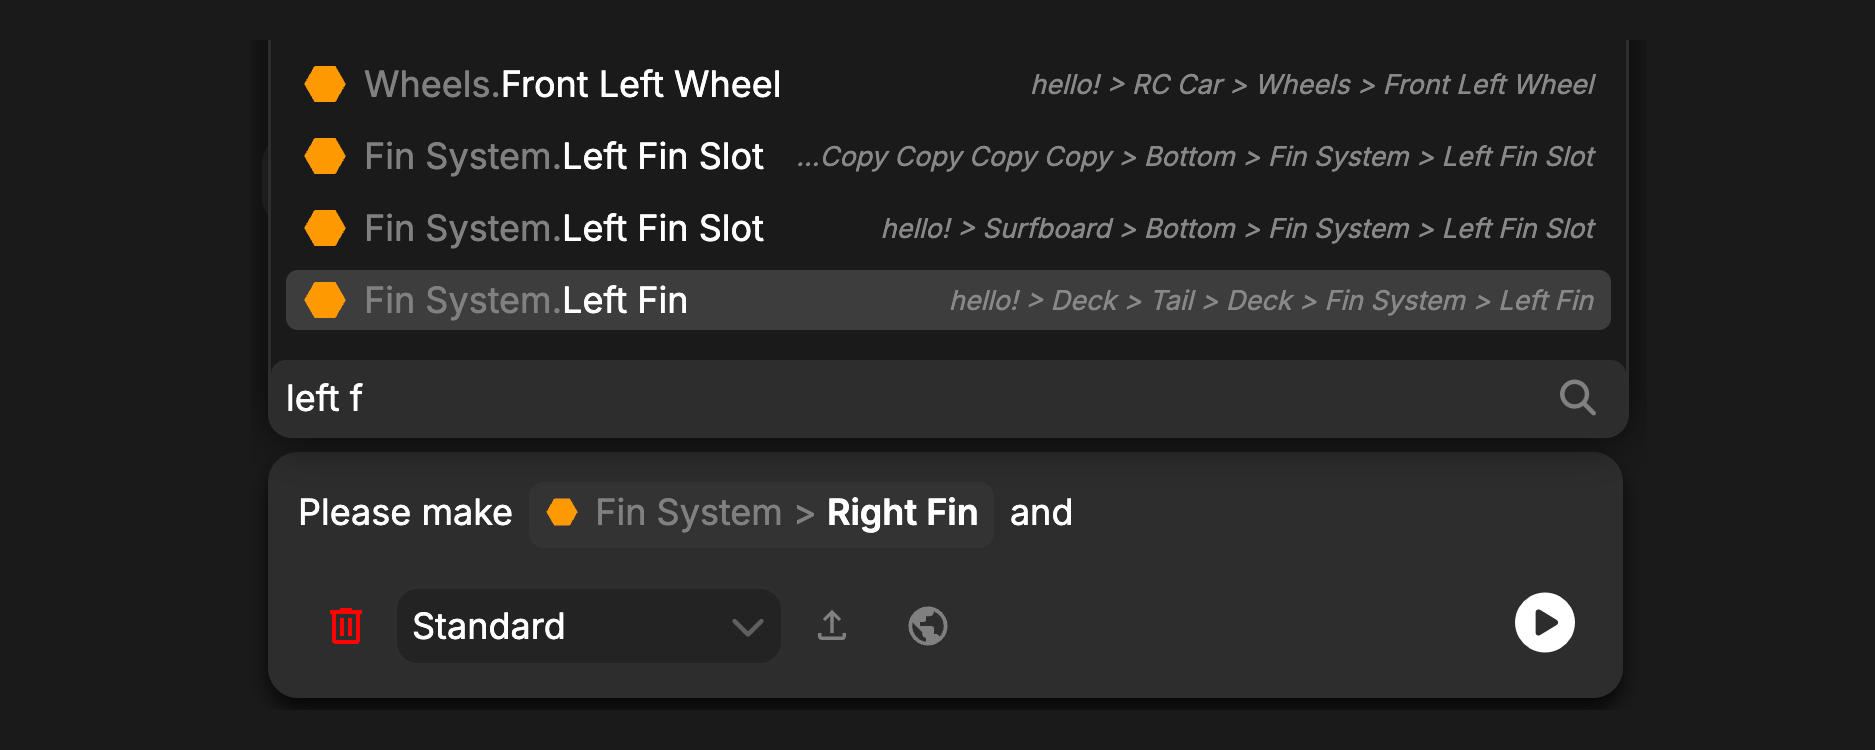 Wheels.Front Left Wheel hello! > RC Car > Wheels > Front Left Wheel
Fin System.Left Fin Slot ...Copy Copy Copy Copy > Bottom > Fin System > Left Fin Slot
Fin System.Left Fin Slot hello! > Surfboard > Bottom > Fin System > Left Fin Slot
Fin System.Left Fin hello! > Deck > Tail > Deck > Fin System > Left Fin
left f
Please make Fin System > Right Fin and
Standard